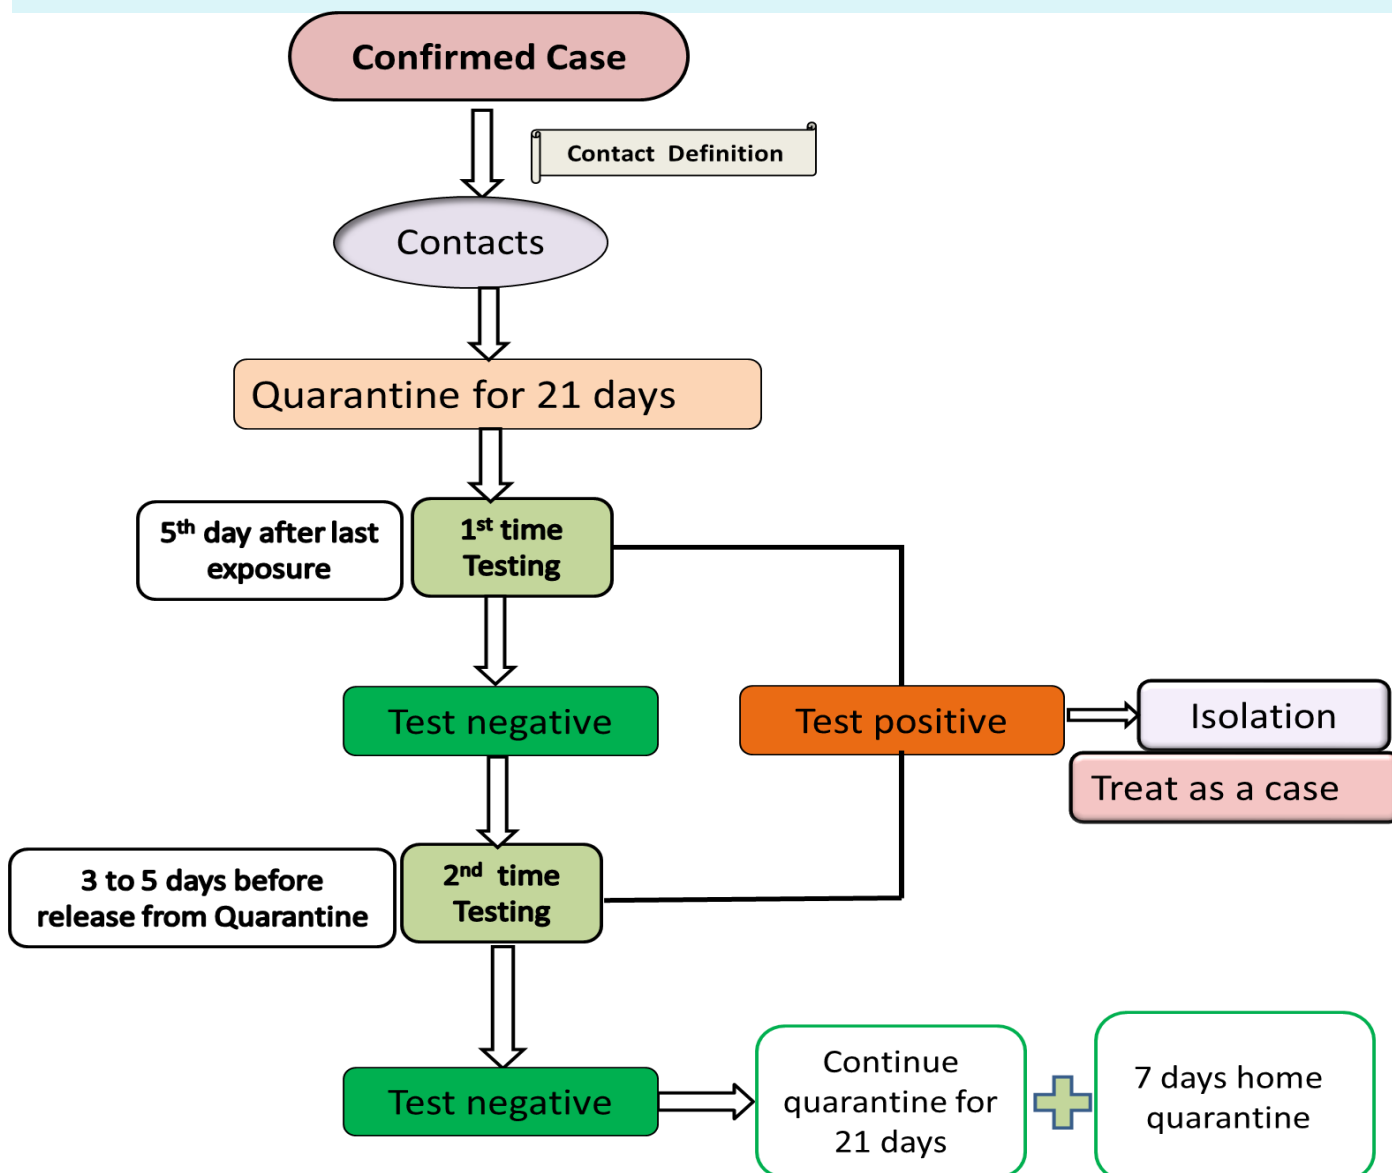 Confirmed Case
Contact Definition
Contacts
Quarantine for 21 days
5th day after last
exposure
1st time
Testing
Test negative
Test positive
Isolation
Treat as a case
3 to 5 days before
release from Quarantine
2nd time
Testing
Test negative
Continue
quarantine for
21 days
7 days home
quarantine